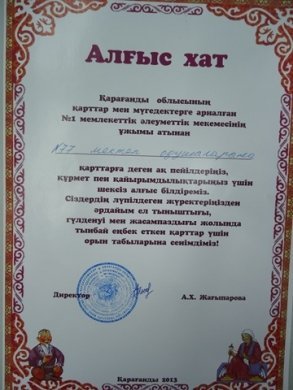 Алғыс хат
Қарағанды облысының
қарттар мен мүгедектерге арналған
№1 мемлекеттік әлеуметтік мекемесінің
ұжымы атынан
№77 мектеп оқушыларына
қарттарға деген ақ пейілдеріңіз,
құрмет пен қайырымдылықтарыңыз үшін
шексіз алғыс білдіреміз.
Сіздердің лүпілдеген жүректеріңізден
әрдайым ел тыныштығы,
гүлденуі мен жасампаздығы жолында
тынбай еңбек еткен қарттар үшін
орын табыларына сенімдіміз!
Директор А.Х. Жағыпарова
Қарағанды 2013